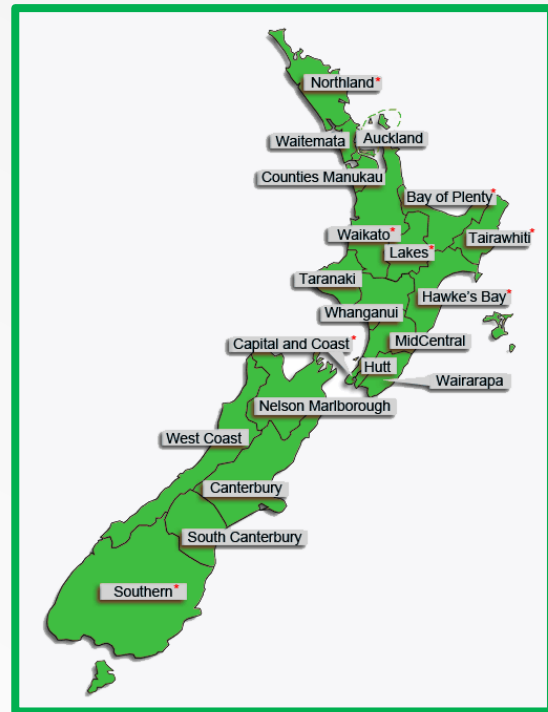 Northland*
Waitemata
Auckland
Counties Manukau
Bay of Plenty*
Waikato*
Tairawhiti*
Lakes*
Taranaki
Hawke's Bay*
Whanganui
Capital and Coast*
MidCentral
Hutt
Wairarapa
Nelson Marlborough
West Coast
Canterbury
South Canterbury
Southern*